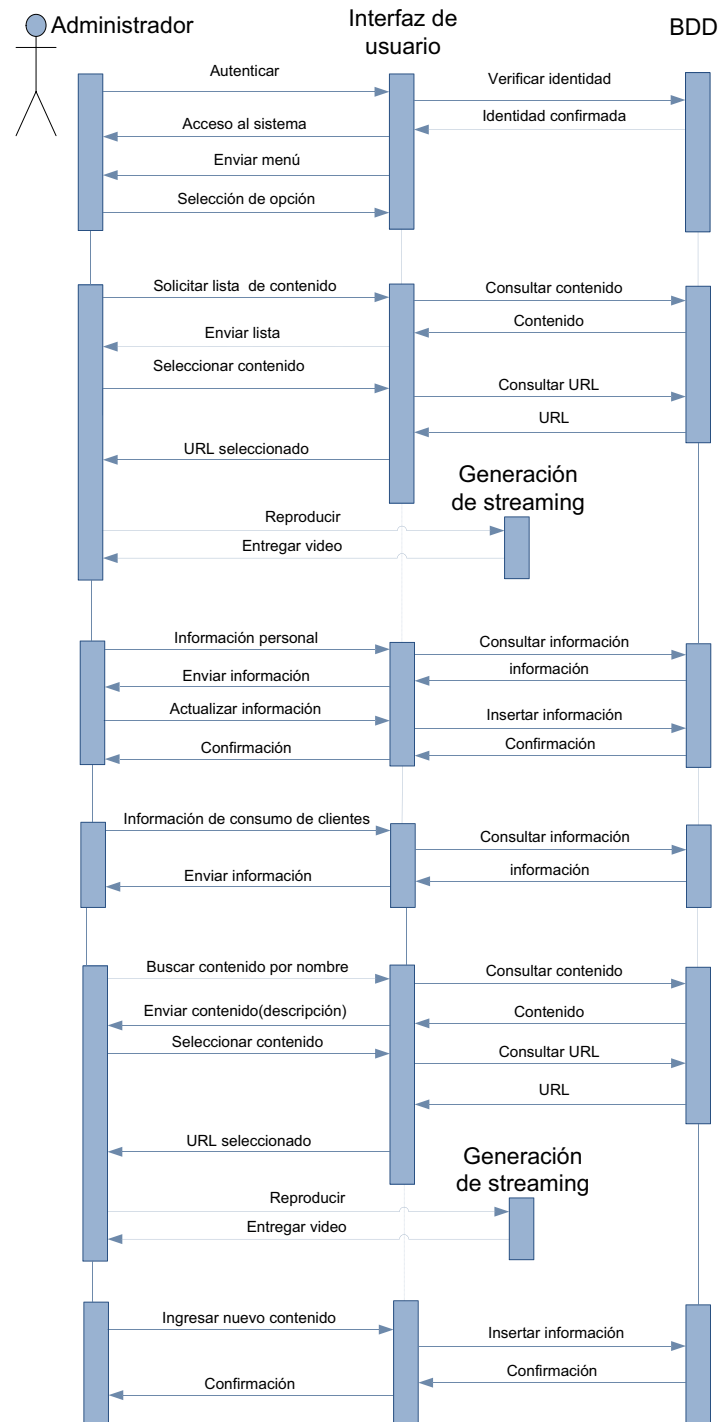 Administrador
Interfaz de
usuario
BDD
Autenticar
Verificar identidad
Identidad confirmada
Acceso al sistema
Enviar menú
Selección de opción
Solicitar lista  de contenido
Consultar contenido
Contenido
Enviar lista
Seleccionar contenido
Consultar URL
URL
URL seleccionado
Generación
de streaming
Reproducir
Entregar video
Información personal
Consultar información
información
Enviar información
Actualizar información
Insertar información
Confirmación
Confirmación
Información de consumo de clientes
Consultar información
información
Enviar información
Buscar contenido por nombre
Consultar contenido
Contenido
Enviar contenido(descripción)
Seleccionar contenido
Consultar URL
URL
URL seleccionado
Generación
de streaming
Reproducir
Entregar video
Ingresar nuevo contenido
Insertar información
Confirmación
Confirmación